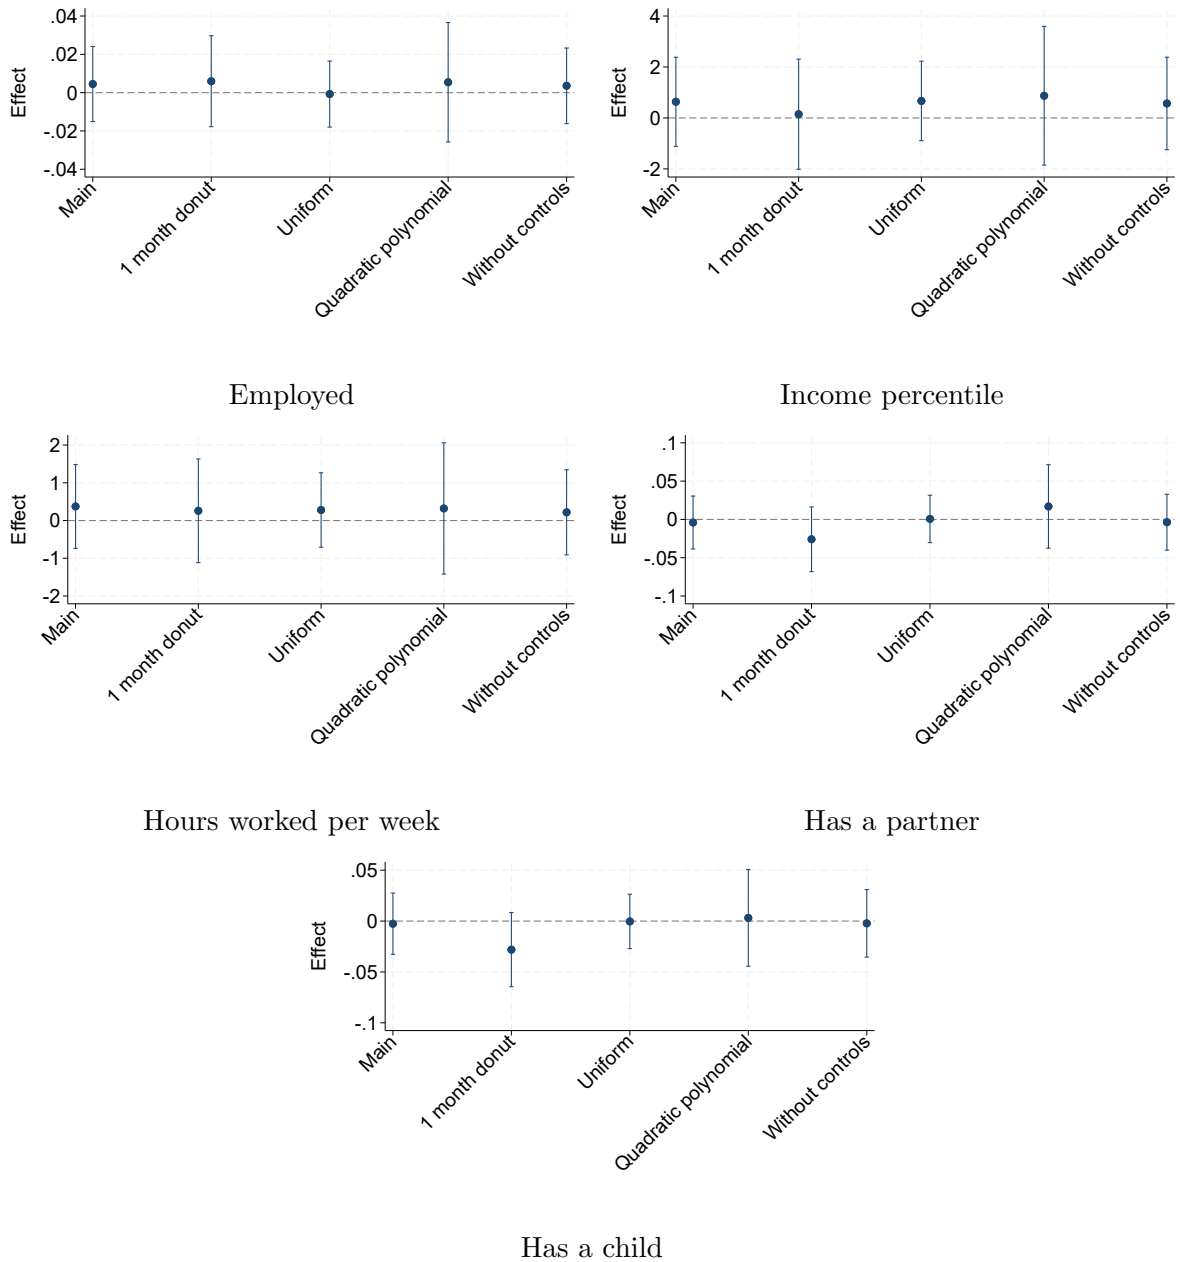 .04
.02
0
-.02
-.04
Effect
Main
1 month donut
Uniform
Quadratic polynomial
Without controls
Employed
4
2
0
-2
Effect
Main
1 month donut
Uniform
Quadratic polynomial
Without controls
Income percentile
2
1
0
-1
-2
Effect
Main
1 month donut
Uniform
Quadratic polynomial
Without controls
Hours worked per week
.1
.05
0
-.05
-.1
Effect
Main
1 month donut
Uniform
Quadratic polynomial
Without controls
Has a partner
.05
0
-.05
-.1
Effect
Main
1 month donut
Uniform
Quadratic polynomial
Without controls
Has a child